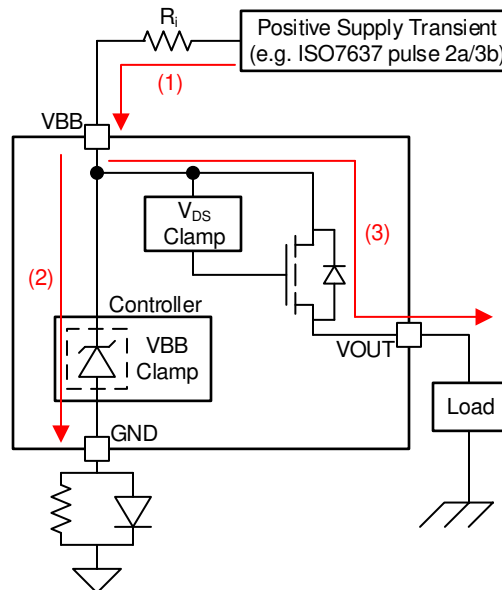 Ri
Positive Supply Transient
(e.g. ISO7637 pulse 2a/3b)
(1)
VBB
VDS
Clamp
(3)
(2)
Controller
VBB
Clamp
VOUT
Load
GND